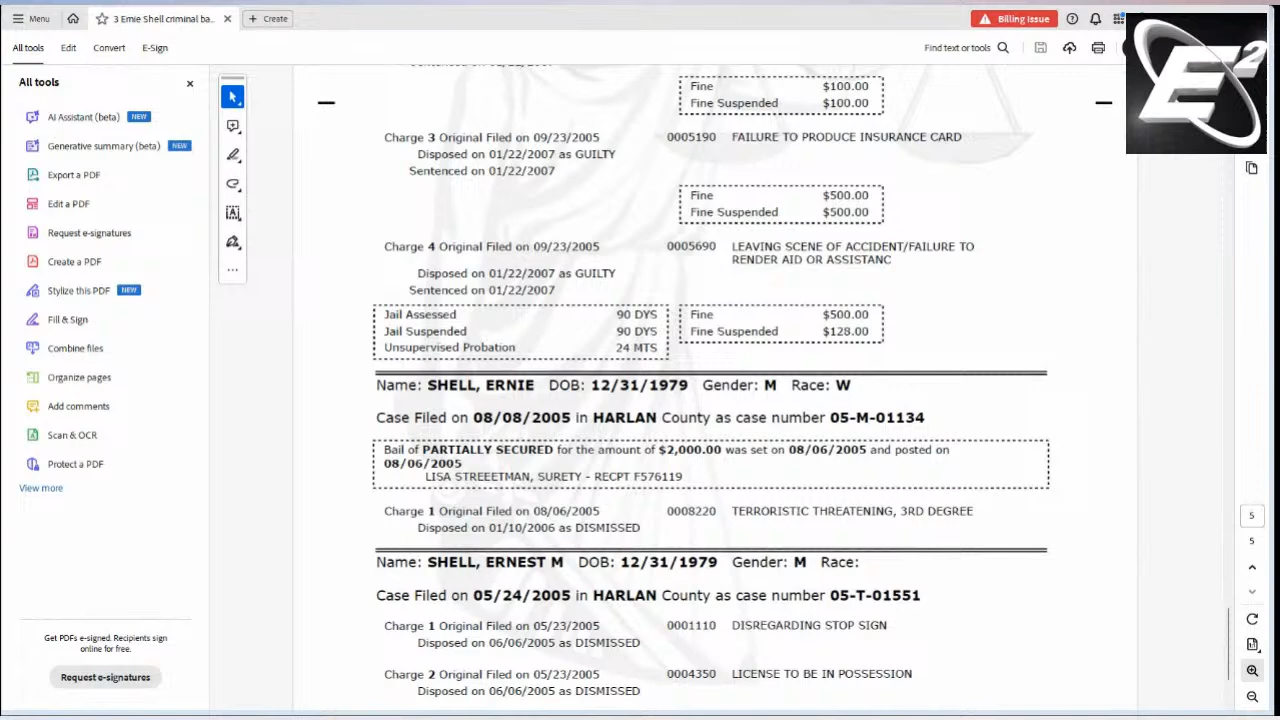 Menu
3 Ernie Shell criminal ba...
Create
Billing Issue
All tools Edit Convert E-Sign
Find text or tools
E2
All tools
AI Assistant (beta) NEW
Generative summary (beta) NEW
Export a PDF
Edit a PDF
Request e-signatures
Create a PDF
Stylize this PDF NEW
Fill & Sign
Combine files
Organize pages
Add comments
Scan & OCR
Protect a PDF
View more
Get PDFs e-signed. Recipients sign
online for free.
Request e-signatures
Fine $100.00
Fine Suspended $100.00
Charge 3 Original Filed on 09/23/2005 0005190 FAILURE TO PRODUCE INSURANCE CARD
Disposed on 01/22/2007 as GUILTY
Sentenced on 01/22/2007
Fine $500.00
Fine Suspended $500.00
Charge 4 Original Filed on 09/23/2005 0005690 LEAVING SCENE OF ACCIDENT/FAILURE TO
RENDER AID OR ASSISTANC
Disposed on 01/22/2007 as GUILTY
Sentenced on 01/22/2007
Jail Assessed 90 DYS Fine $500.00
Jail Suspended 90 DYS Fine Suspended $128.00
Unsupervised Probation 24 MTS
Name: SHELL, ERNIE DOB: 12/31/1979 Gender: M Race: W
Case Filed on 08/08/2005 in HARLAN County as case number 05-M-01134
Bail of PARTIALLY SECURED for the amount of $2,000.00 was set on 08/06/2005 and posted on
08/06/2005
LISA STREEETMAN, SURETY - RECPT F576119
Charge 1 Original Filed on 08/06/2005 0008220 TERRORISTIC THREATENING, 3RD DEGREE
Disposed on 01/10/2006 as DISMISSED
Name: SHELL, ERNEST M DOB: 12/31/1979 Gender: M Race:
Case Filed on 05/24/2005 in HARLAN County as case number 05-T-01551
Charge 1 Original Filed on 05/23/2005 0001110 DISREGARDING STOP SIGN
Disposed on 06/06/2005 as DISMISSED
Charge 2 Original Filed on 05/23/2005 0004350 LICENSE TO BE IN POSSESSION
Disposed on 06/06/2005 as DISMISSED
5
5